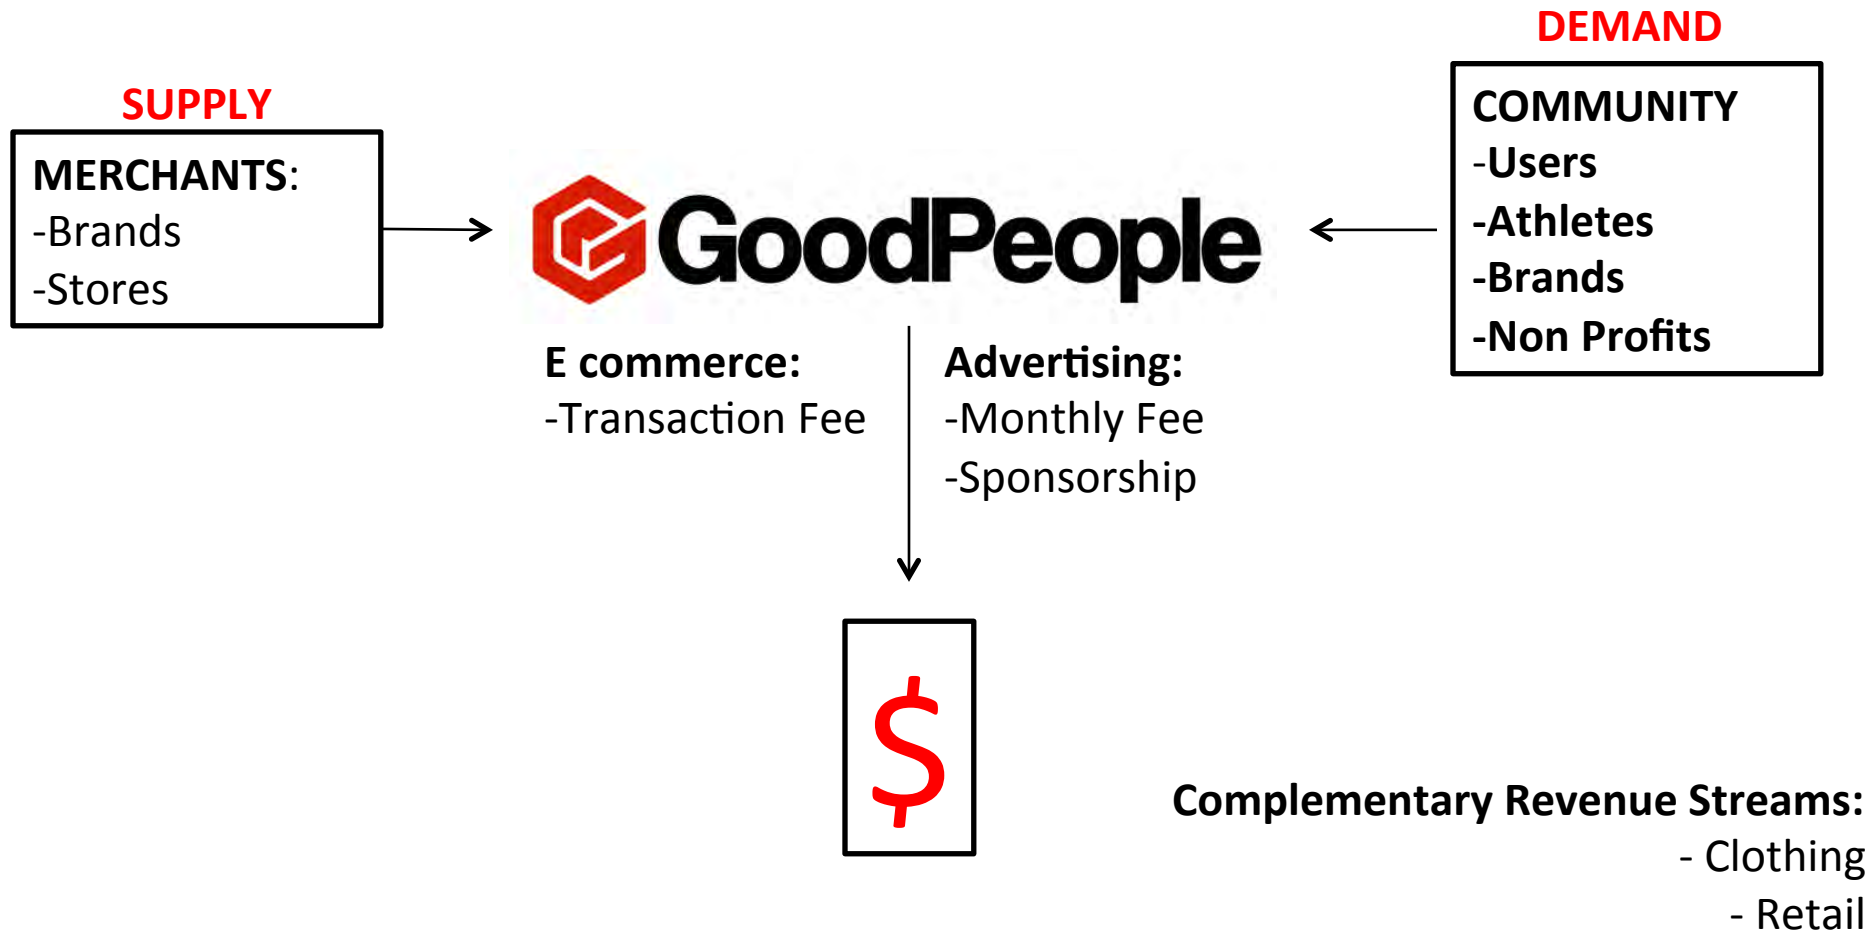 SUPPLY
MERCHANTS:
-Brands
-Stores
GoodPeople
DEMAND
COMMUNITY
-Users
-Athletes
-Brands
-Non Profits
E commerce:
-Transaction Fee
Advertising:
-Monthly Fee
-Sponsorship
$
Complementary Revenue Streams:
- Clothing
- Retail